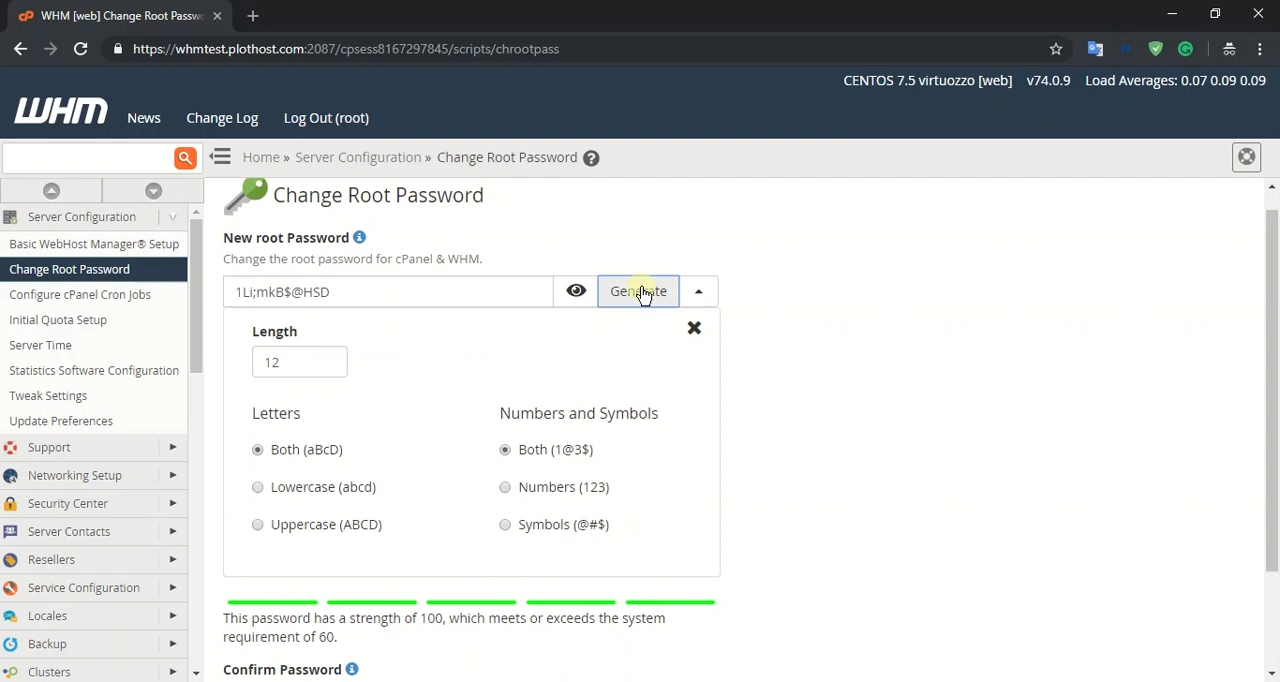 WHM [web] Change Root Passw
https://whmtest.plothost.com:2087/cpsess8167297845/scripts/chrootpass
CENTOS 7.5 virtuozzo [web] v74.0.9 Load Averages: 0.07 0.09 0.09
WHM News Change Log Log Out (root)
Home » Server Configuration » Change Root Password
Server Configuration
Basic WebHost Manager® Setup
Change Root Password
Configure cPanel Cron Jobs
Initial Quota Setup
Server Time
Statistics Software Configuration
Tweak Settings
Update Preferences
Support
Networking Setup
Security Center
Server Contacts
Resellers
Service Configuration
Locales
Backup
Clusters
Change Root Password
New root Password
Change the root password for cPanel & WHM.
1Li;mkB$@HSD
Generate
Length
12
Letters
Both (aBcD)
Lowercase (abcd)
Uppercase (ABCD)
Numbers and Symbols
Both (1@3$)
Numbers (123)
Symbols (@#$)
This password has a strength of 100, which meets or exceeds the system
requirement of 60.
Confirm Password